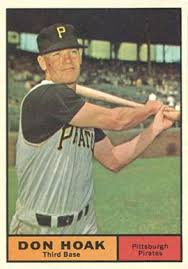 P
PIRATES
DON HOAK
Third Base
Pittsburgh
Pirates